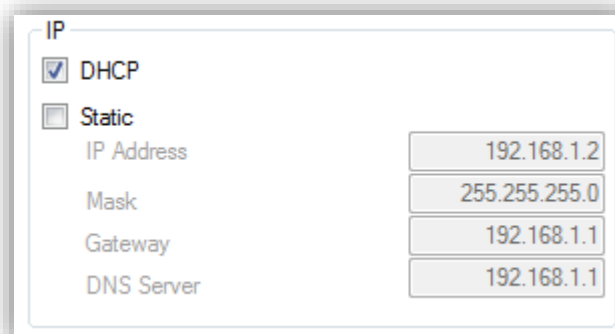 IP
DHCP
Static
IP Address 192.168.1.2
Mask 255.255.255.0
Gateway 192.168.1.1
DNS Server 192.168.1.1